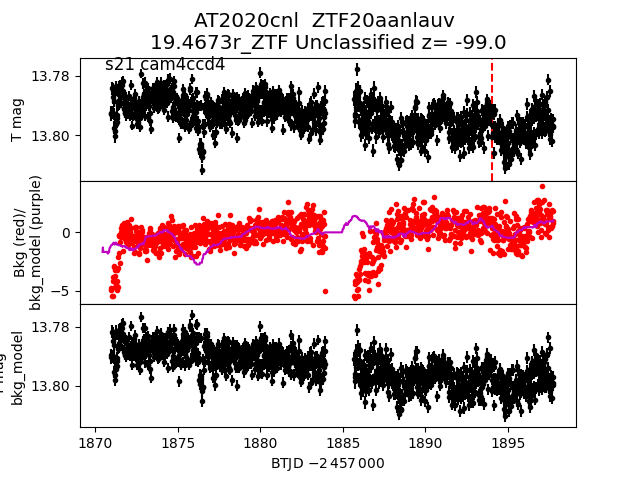 AT2020cnl  ZTF20aanlauv
19.4673r_ZTF Unclassified z= -99.0
s21 cam4ccd4
13.78
13.80
T mag
0
−5
Bkg (red)/
bkg_model (purple)
13.78
13.80
bkg_model
1870
1875
1880
1885
1890
1895
BTJD −2 457 000